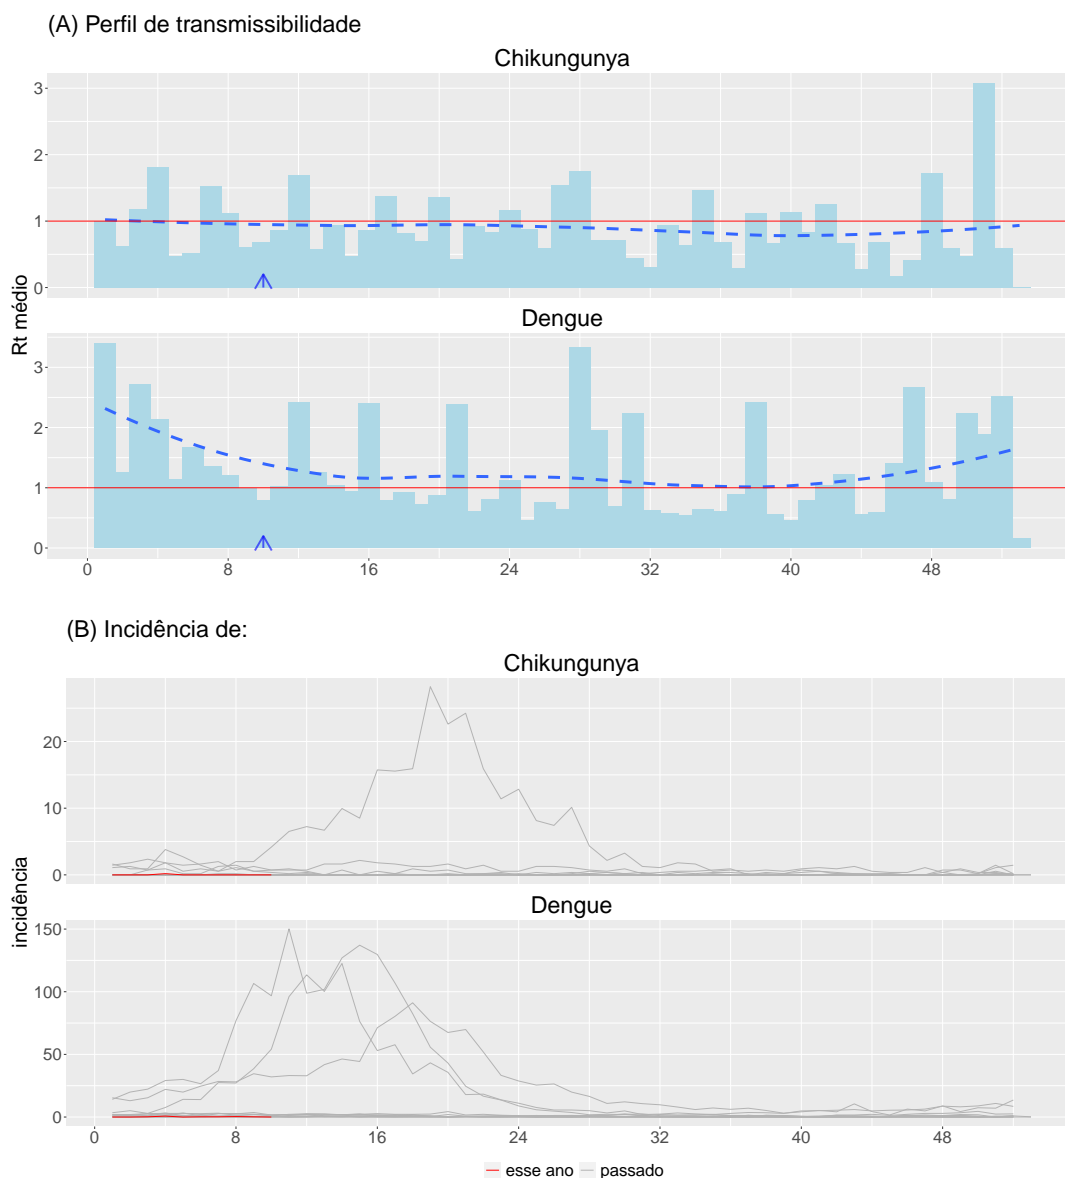 (A) Perfil de transmissibilidade
Chikungunya
3
2
1
0
Rt médio
Dengue
3
2
1
0
0 8 16 24 32 40 48
(B) Incidência de:
Chikungunya
20
10
0
incidência
Dengue
150
100
50
0
0 8 16 24 32 40 48
esse ano passado